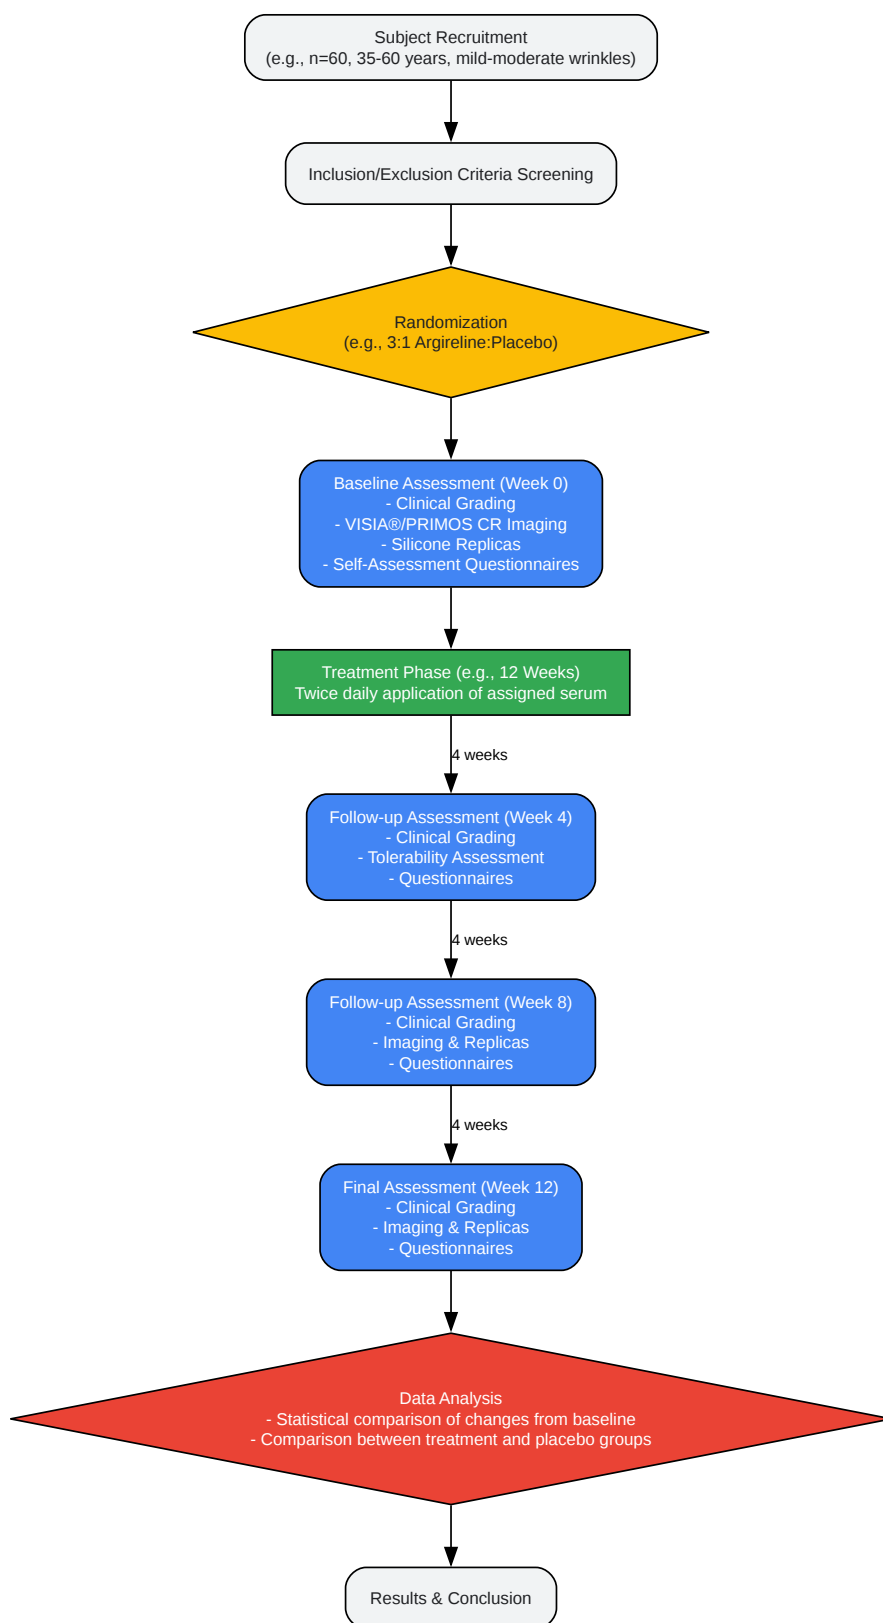 Subject Recruitment
(e.g., n=60, 35-60 years, mild-moderate wrinkles)
Inclusion/Exclusion Criteria Screening
Randomization
(e.g., 3:1 Argireline:Placebo)
Baseline Assessment (Week 0)
- Clinical Grading
- VISIA®/PRIMOS CR Imaging
- Silicone Replicas
- Self-Assessment Questionnaires
Treatment Phase (e.g., 12 Weeks)
Twice daily application of assigned serum
4 weeks
Follow-up Assessment (Week 4)
- Clinical Grading
- Tolerability Assessment
- Questionnaires
4 weeks
Follow-up Assessment (Week 8)
- Clinical Grading
- Imaging & Replicas
- Questionnaires
4 weeks
Final Assessment (Week 12)
- Clinical Grading
- Imaging & Replicas
- Questionnaires
Data Analysis
- Statistical comparison of changes from baseline
- Comparison between treatment and placebo groups
Results & Conclusion